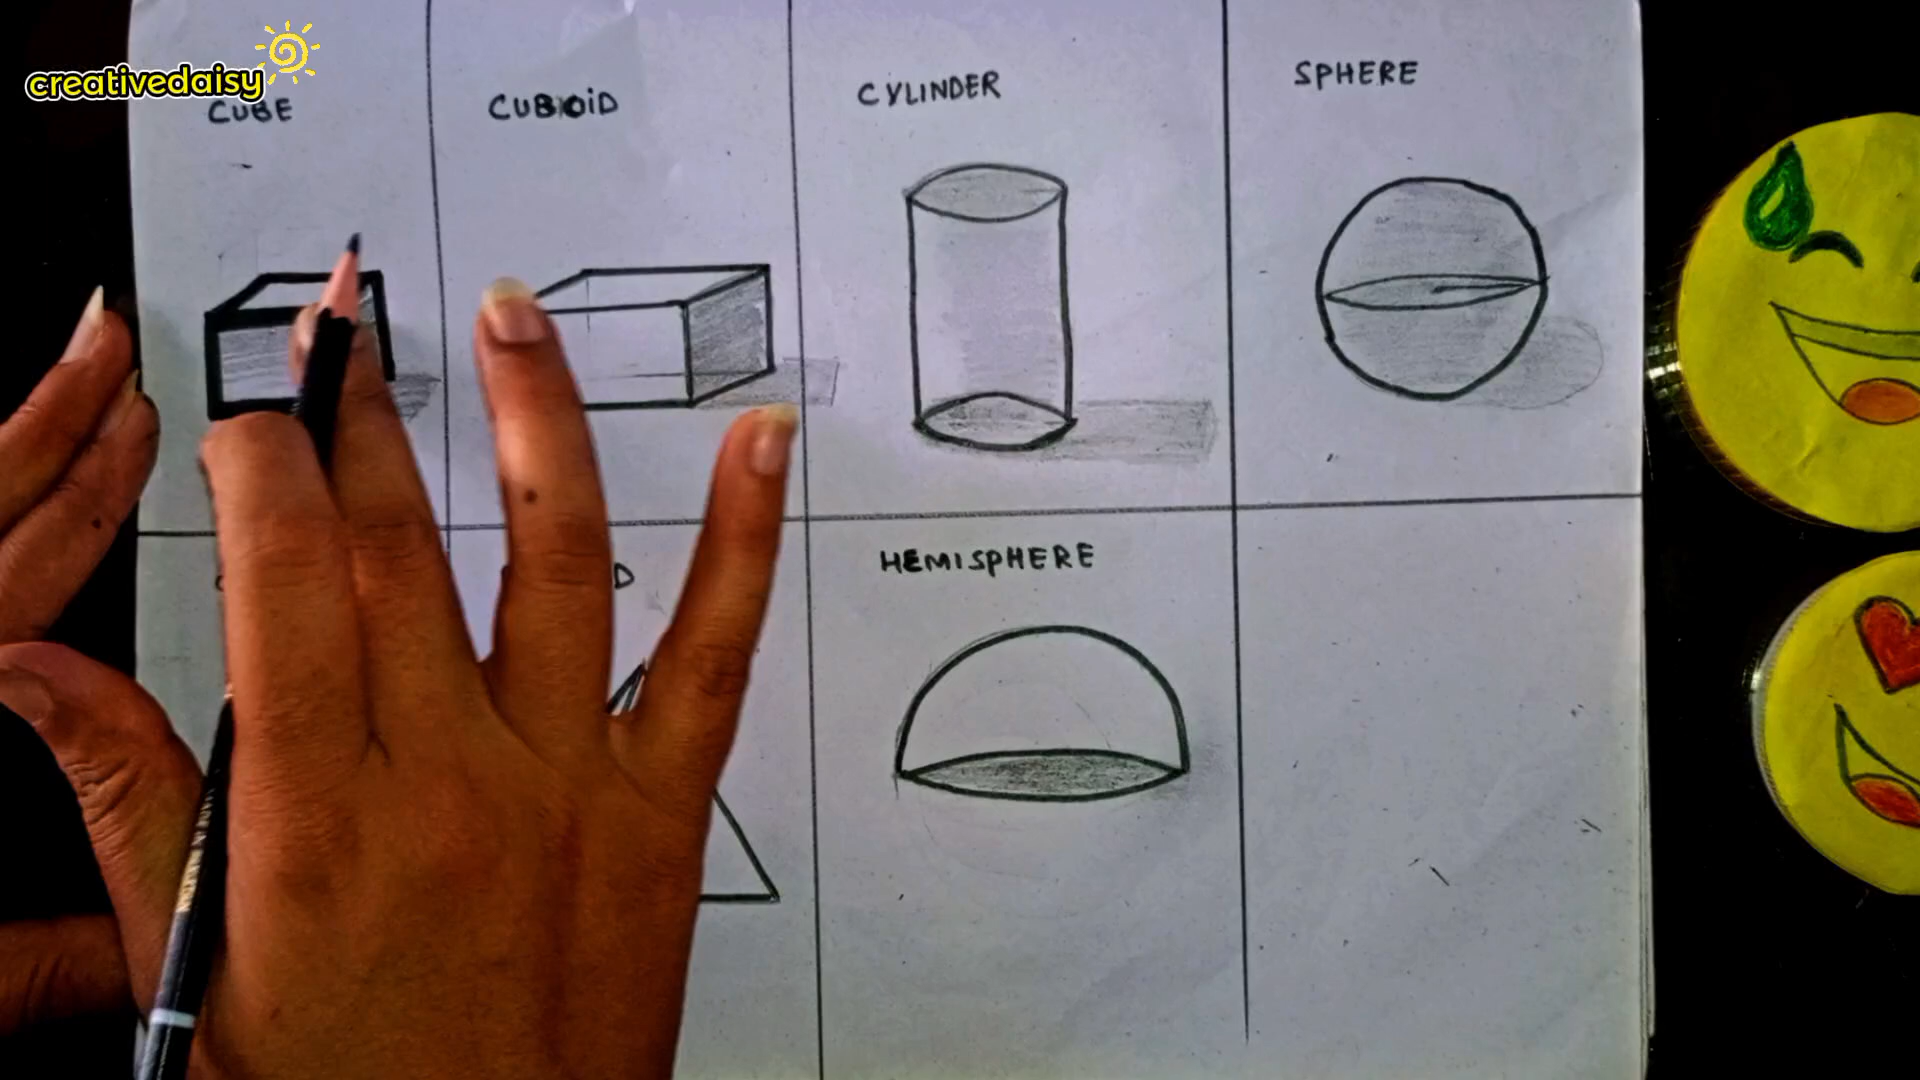 creativedaisy
CUBE
CUBOID
CYLINDER
SPHERE
HEMISPHERE